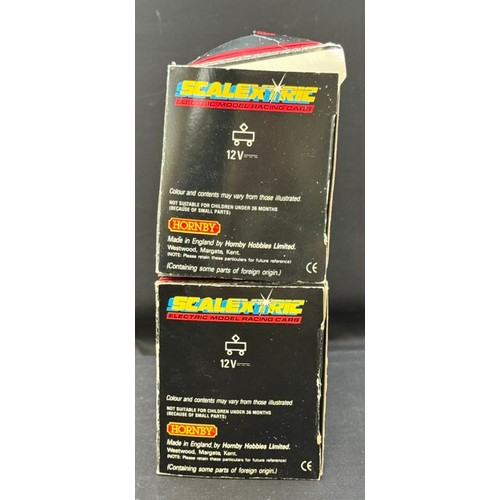 SCALEXTRIC
ELECTRIC MODEL RACING CARS
12V
Colour and contents may vary from those illustrated.
NOT SUITABLE FOR CHILDREN UNDER 36 MONTHS
(BECAUSE OF SMALL PARTS)
HORNBY
Made in England by Hornby Hobbies Limited.
Westwood, Margate, Kent.
(NOTE: Please retain these particulars for future reference)
(Containing some parts of foreign origin.)
CE
SCALEXTRIC
ELECTRIC MODEL RACING CARS
12V
Colour and contents may vary from those illustrated
NOT SUITABLE FOR CHILDREN UNDER 36 MONTHS
(BECAUSE OF SMALL PARTS)
HORNBY
Made in England by Hornby Hobbies Limited.
Westwood, Margate, Kent.
(NOTE: Please retain these particulars for future reference)
(Containing some parts of foreign origin.)
CE